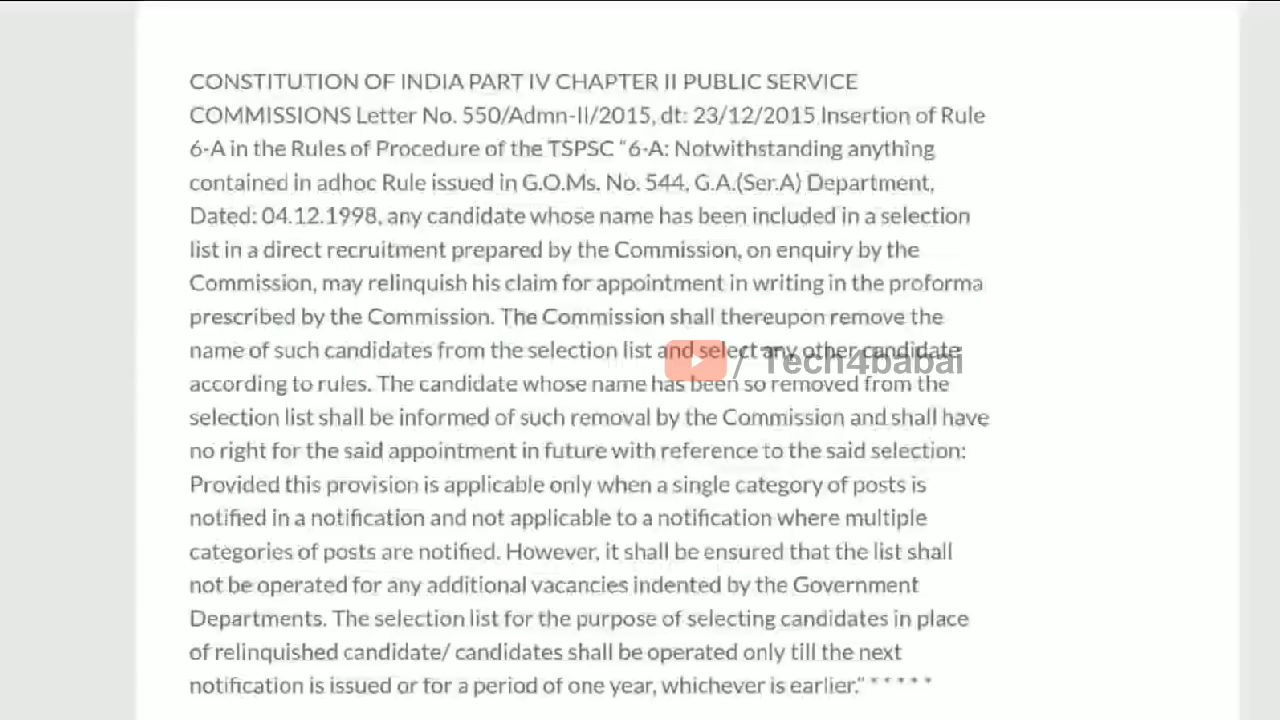 CONSTITUTION OF INDIA PART IV CHAPTER II PUBLIC SERVICE
COMMISSIONS Letter No. 550/Admn-II/2015, dt: 23/12/2015 Insertion of Rule
6-A in the Rules of Procedure of the TSPSC "6-A: Notwithstanding anything
contained in adhoc Rule issued in G.O.Ms. No. 544, G.A.(Ser.A) Department,
Dated: 04.12.1998, any candidate whose name has been included in a selection
list in a direct recruitment prepared by the Commission, on enquiry by the
Commission, may relinquish his claim for appointment in writing in the proforma
prescribed by the Commission. The Commission shall thereupon remove the
name of such candidates from the selection list and select any other candidate
/ Tech4babai
according to rules. The candidate whose name has been so removed from the
selection list shall be informed of such removal by the Commission and shall have
no right for the said appointment in future with reference to the said selection:
Provided this provision is applicable only when a single category of posts is
notified in a notification and not applicable to a notification where multiple
categories of posts are notified. However, it shall be ensured that the list shall
not be operated for any additional vacancies indented by the Government
Departments. The selection list for the purpose of selecting candidates in place
of relinquished candidate/ candidates shall be operated only till the next
notification is issued or for a period of one year, whichever is earlier." * * * * *